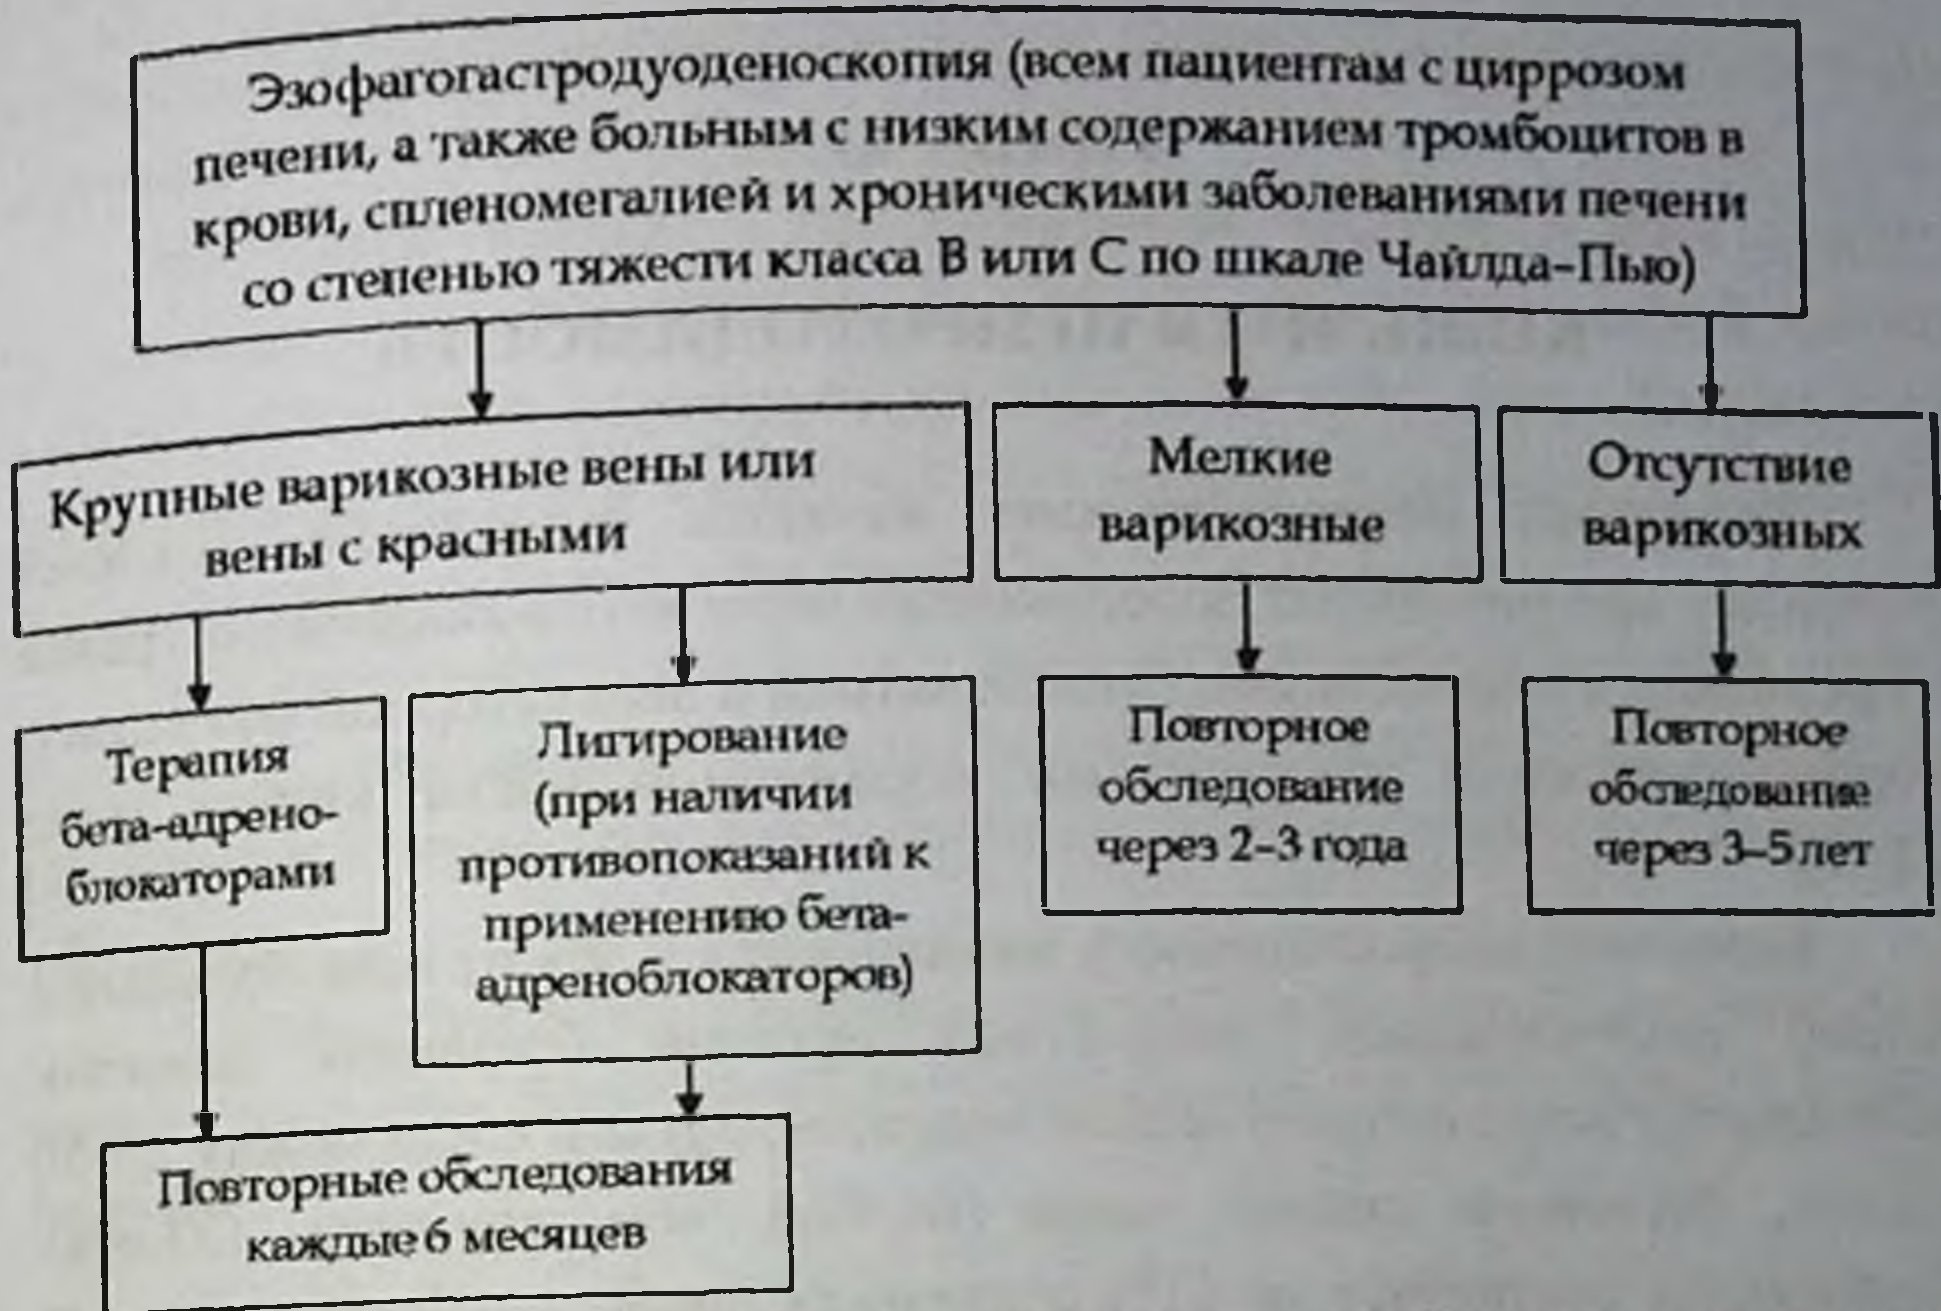 Эзофагогастродуоденоскопия (всем пациентам с циррозом
печени, а также больным с низким содержанием тромбоцитов в
крови, спленомегалией и хроническими заболеваниями печени
со степенью тяжести класса В или С по шкале Чайлда–Пью)
Крупные варикозные вены или
вены с красными
Мелкие
варикозные
Отсутствие
варикозных
Терапия
бета-адрено-
блокаторами
Лигирование
(при наличии
противопоказаний к
применению бета-
адреноблокаторов)
Повторное
обследование
через 2–3 года
Повторное
обследование
через 3–5 лет
Повторные обследования
каждые 6 месяцев